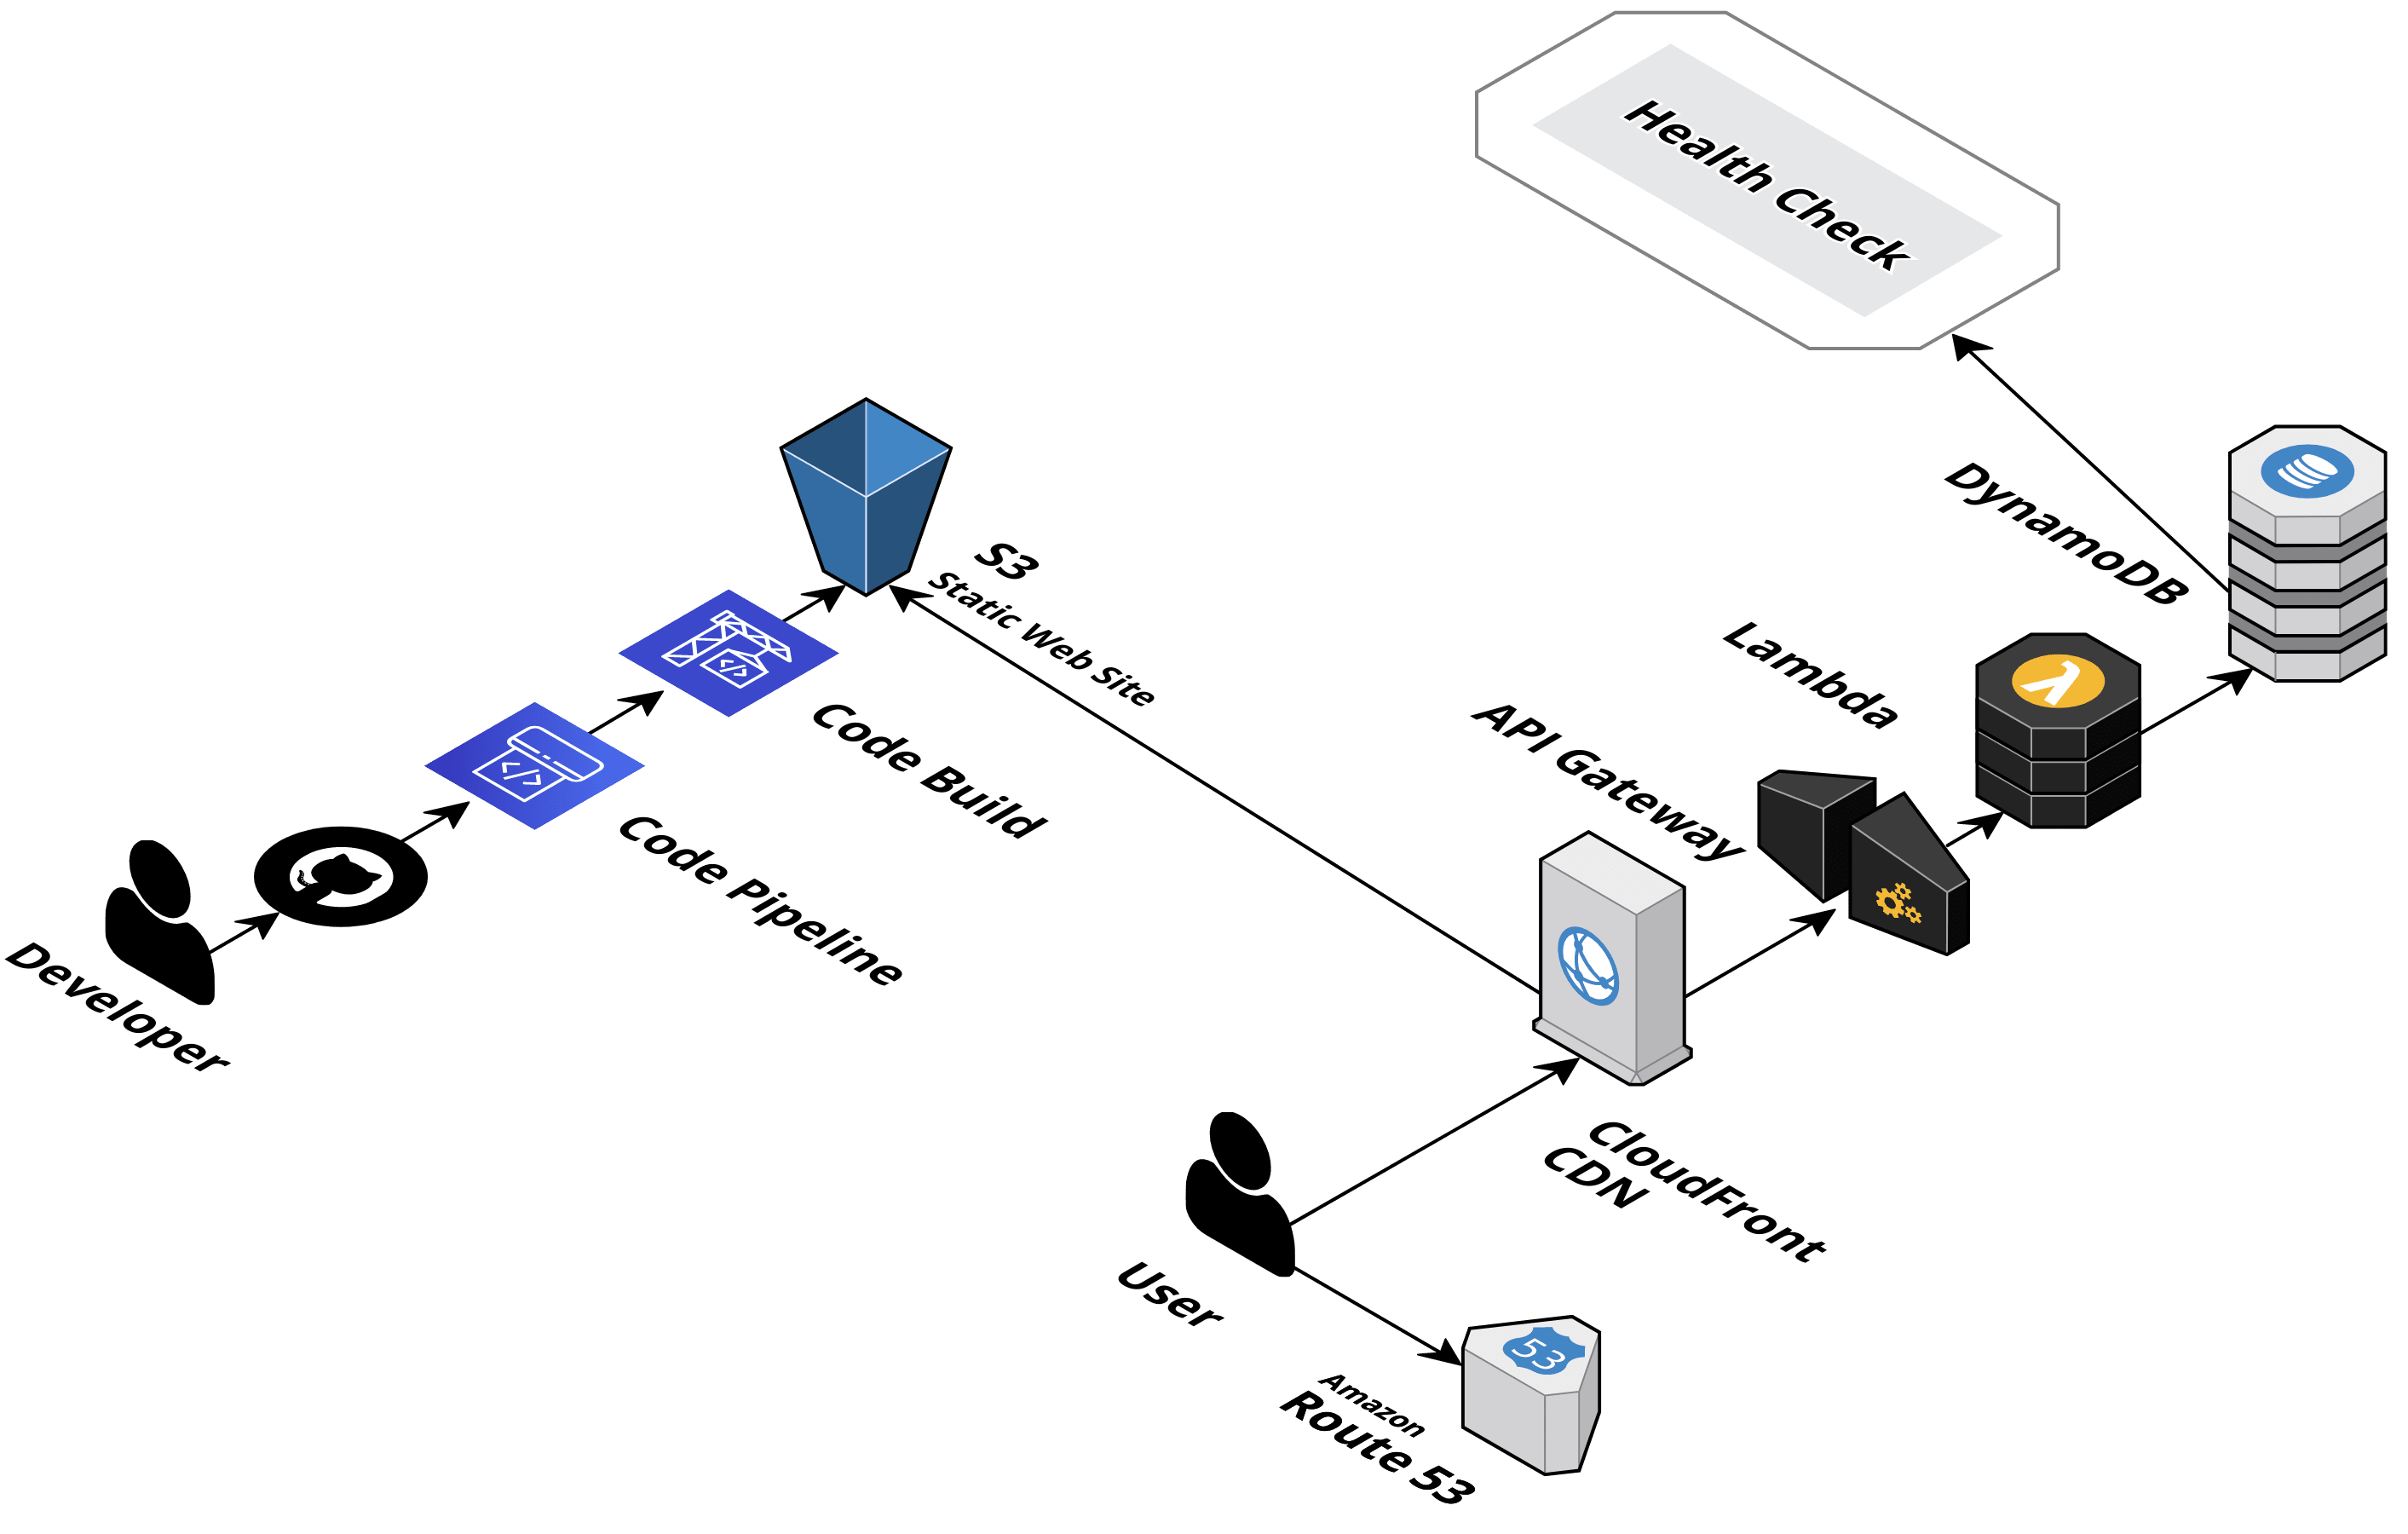 Health Check
DynamoDB
S3
Static Web Site
Lambda
API Gateway
Code Build
Code Pipeline
Developer
CloudFront
CDN
User
Amazon
Route 53
53